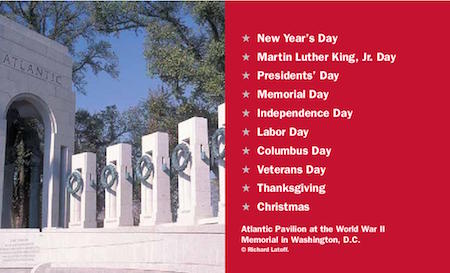 ATLANTIC
New Year's Day
Martin Luther King, Jr. Day
Presidents' Day
Memorial Day
Independence Day
Labor Day
Columbus Day
Veterans Day
Thanksgiving
Christmas
Atlantic Pavilion at the World War II
Memorial in Washington, D.C.
© Richard Latoff.